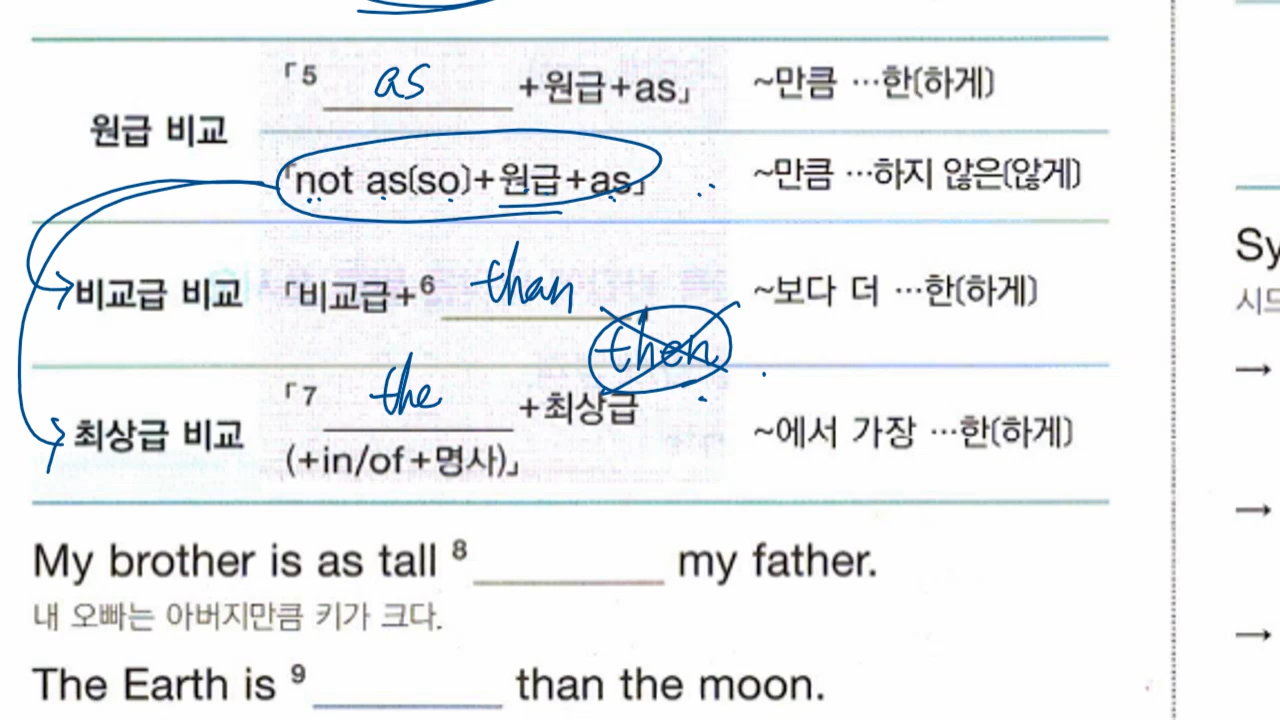 「5 as +원급+as」 ~만큼 …한(하게)
원급 비교
「not as(so)+원급+as」 ~만큼 …하지 않은(않게)
비교급 비교 「비교급+6 than 」 ~보다 더 …한(하게)
then
「7 the +최상급
최상급 비교 ~에서 가장 …한(하게)
(+in/of+명사)」
My brother is as tall 8 my father.
내 오빠는 아버지만큼 키가 크다.
The Earth is 9 than the moon.
Sy
시드
→
→
→